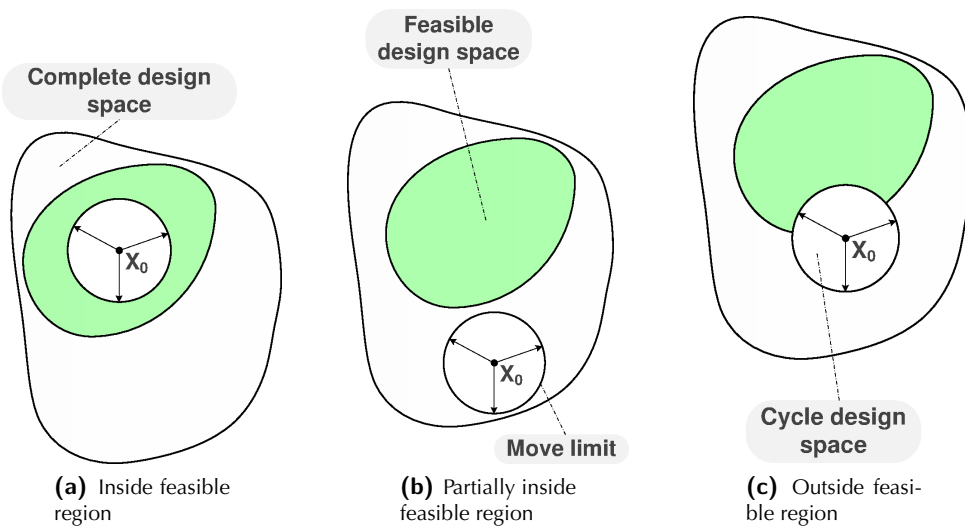 Complete design
space
X₀
(a) Inside feasible
region
Feasible
design space
X₀
Move limit
(b) Partially inside
feasible region
X₀
Cycle design
space
(c) Outside feasi-
ble region